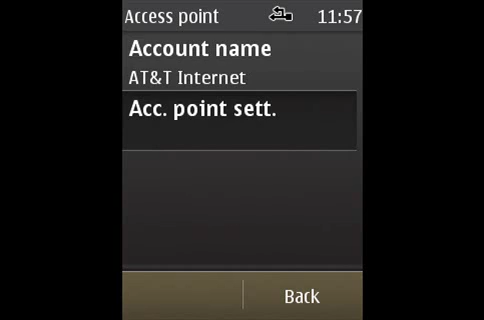 Access point 11:57
Account name
AT&T Internet
Acc. point sett.
Back